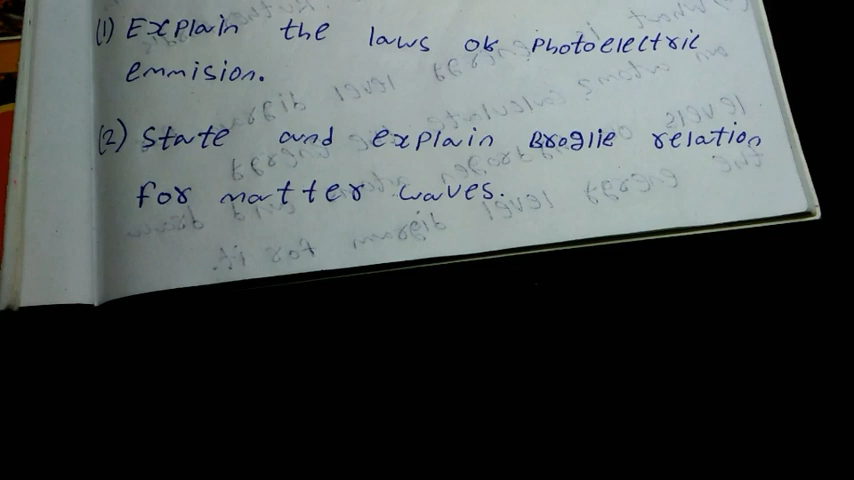 (1) Explain the laws of photoelectric
emmision.
(2) State and explain Broglie relation
for matter waves.